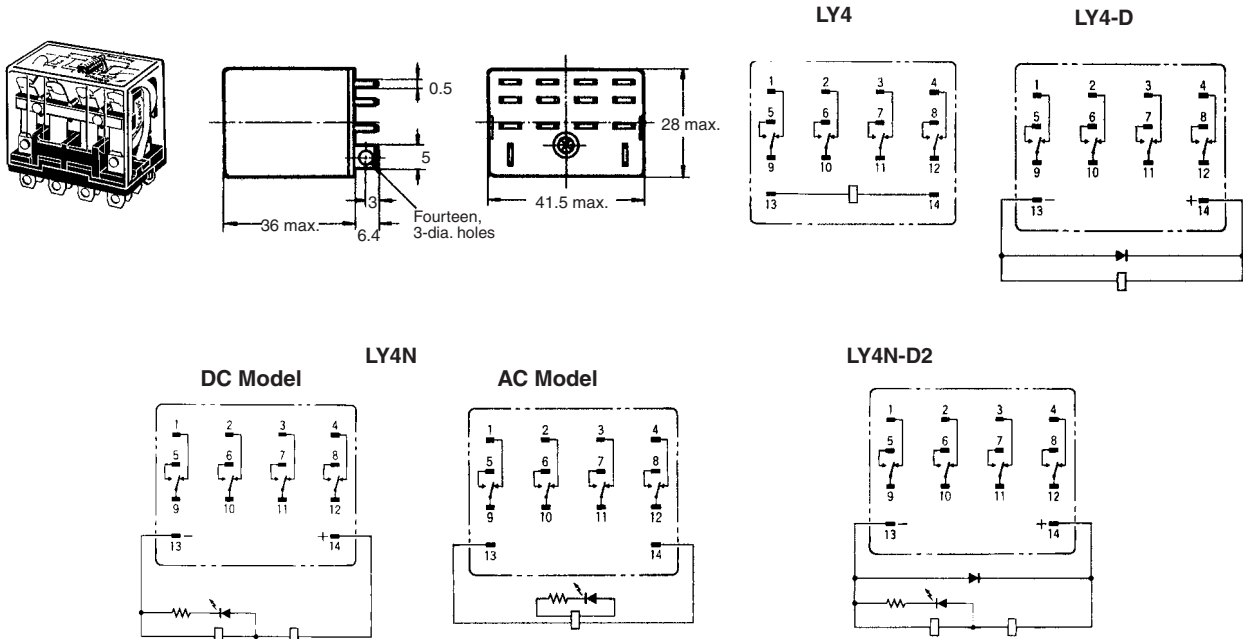 LY4
LY4-D
0.5
5
3
36 max.
6.4
Fourteen,
3-dia. holes
41.5 max.
28 max.
1 2 3 4
5 6 7 8
9 10 11 12
13 14
1 2 3 4
5 6 7 8
9 10 11 12
− +
13 14
LY4N
DC Model
AC Model
LY4N-D2
1 2 3 4
5 6 7 8
9 10 11 12
− +
13 14
1 2 3 4
5 6 7 8
9 10 11 12
13 14
1 2 3 4
5 6 7 8
9 10 11 12
− +
13 14